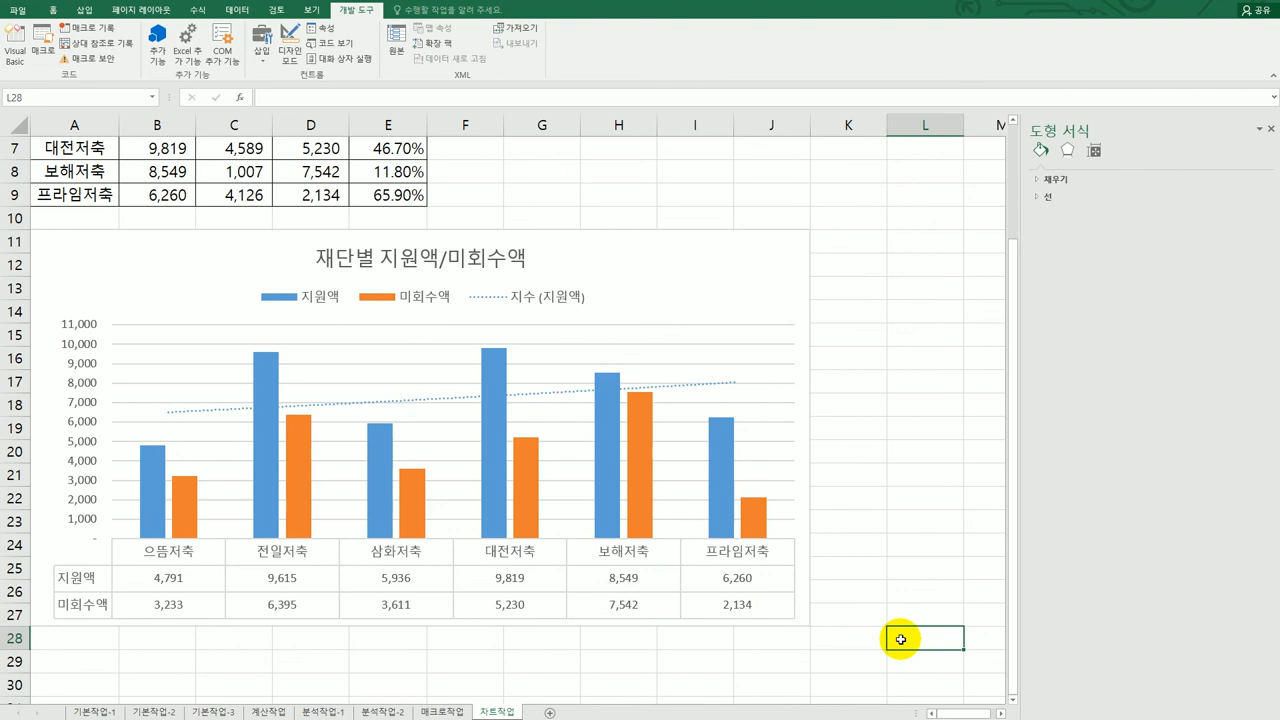 파일 홈 삽입 페이지 레이아웃 수식 데이터 검토 보기 개발 도구 수행할 작업을 알려 주세요. 공유
Visual Basic 매크로 매크로 기록 상대 참조로 기록 매크로 보안
추가 기능 Excel 추가 기능 COM 추가 기능
삽입 디자인 모드 속성 코드 보기 대화 상자 실행
원본 맵 속성 확장 팩 데이터 새로 고침 가져오기 내보내기
코드 추가 기능 컨트롤 XML
L28 fx
도형 서식
채우기
선
A B C D E F G H I J K L M
7 대전저축 9,819 4,589 5,230 46.70%
8 보해저축 8,549 1,007 7,542 11.80%
9 프라임저축 6,260 4,126 2,134 65.90%
10
11
12
13
14
15
16
17
18
19
20
21
22
23
24
25
26
27
28
29
30
재단별 지원액/미회수액
지원액 미회수액 지수 (지원액)
11,000
10,000
9,000
8,000
7,000
6,000
5,000
4,000
3,000
2,000
1,000
-
으뜸저축 전일저축 삼화저축 대전저축 보해저축 프라임저축
지원액 4,791 9,615 5,936 9,819 8,549 6,260
미회수액 3,233 6,395 3,611 5,230 7,542 2,134
기본작업-1 기본작업-2 기본작업-3 계산작업 분석작업-1 분석작업-2 매크로작업 차트작업